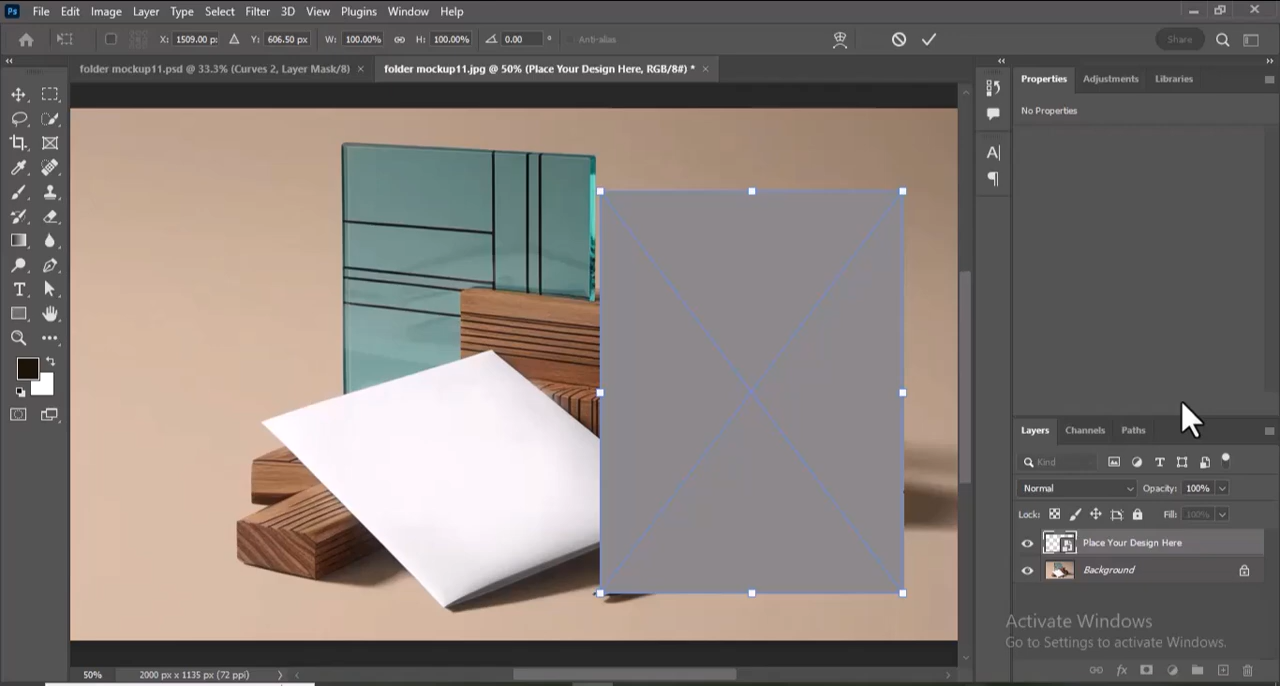 Ps File Edit Image Layer Type Select Filter 3D View Plugins Window Help
X: 1509.00 p: Y: 606.50 px W: 100.00% H: 100.00% 0.00 ° Anti-alias Share
folder mockup11.psd @ 33.3% (Curves 2, Layer Mask/8) × folder mockup11.jpg @ 50% (Place Your Design Here, RGB/8#) * ×
Properties Adjustments Libraries
No Properties
Layers Channels Paths
Kind
Normal Opacity: 100%
Lock: Fill: 100%
Place Your Design Here
Background
Activate Windows
Go to Settings to activate Windows.
50% 2000 px x 1135 px (72 ppi)